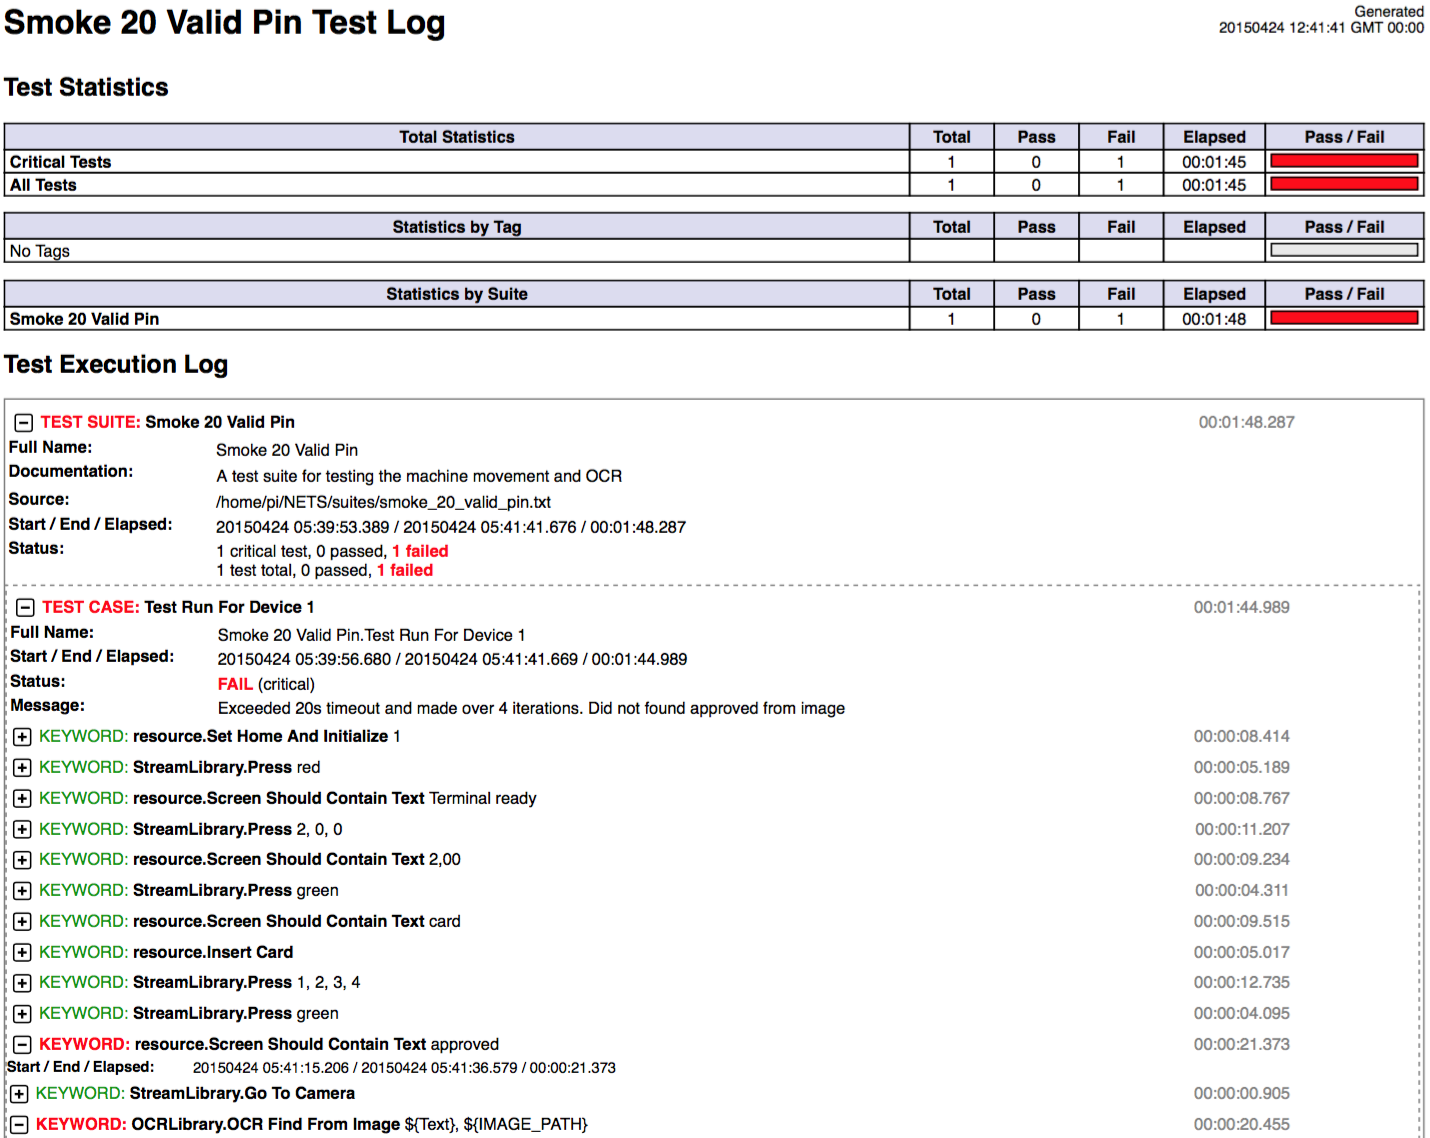 Smoke 20 Valid Pin Test Log
Generated
20150424 12:41:41 GMT 00:00
Test Statistics
Total Statistics Total Pass Fail Elapsed Pass / Fail
Critical Tests 1 0 1 00:01:45
All Tests 1 0 1 00:01:45
Statistics by Tag Total Pass Fail Elapsed Pass / Fail
No Tags
Statistics by Suite Total Pass Fail Elapsed Pass / Fail
Smoke 20 Valid Pin 1 0 1 00:01:48
Test Execution Log
TEST SUITE: Smoke 20 Valid Pin 00:01:48.287
Full Name: Smoke 20 Valid Pin
Documentation: A test suite for testing the machine movement and OCR
Source: /home/pi/NETS/suites/smoke_20_valid_pin.txt
Start / End / Elapsed: 20150424 05:39:53.389 / 20150424 05:41:41.676 / 00:01:48.287
Status: 1 critical test, 0 passed, 1 failed
1 test total, 0 passed, 1 failed
TEST CASE: Test Run For Device 1 00:01:44.989
Full Name: Smoke 20 Valid Pin.Test Run For Device 1
Start / End / Elapsed: 20150424 05:39:56.680 / 20150424 05:41:41.669 / 00:01:44.989
Status: FAIL (critical)
Message: Exceeded 20s timeout and made over 4 iterations. Did not found approved from image
KEYWORD: resource.Set Home And Initialize 1 00:00:08.414
KEYWORD: StreamLibrary.Press red 00:00:05.189
KEYWORD: resource.Screen Should Contain Text Terminal ready 00:00:08.767
KEYWORD: StreamLibrary.Press 2, 0, 0 00:00:11.207
KEYWORD: resource.Screen Should Contain Text 2,00 00:00:09.234
KEYWORD: StreamLibrary.Press green 00:00:04.311
KEYWORD: resource.Screen Should Contain Text card 00:00:09.515
KEYWORD: resource.Insert Card 00:00:05.017
KEYWORD: StreamLibrary.Press 1, 2, 3, 4 00:00:12.735
KEYWORD: StreamLibrary.Press green 00:00:04.095
KEYWORD: resource.Screen Should Contain Text approved 00:00:21.373
Start / End / Elapsed: 20150424 05:41:15.206 / 20150424 05:41:36.579 / 00:00:21.373
KEYWORD: StreamLibrary.Go To Camera 00:00:00.905
KEYWORD: OCRLibrary.OCR Find From Image ${Text}, ${IMAGE_PATH} 00:00:20.455